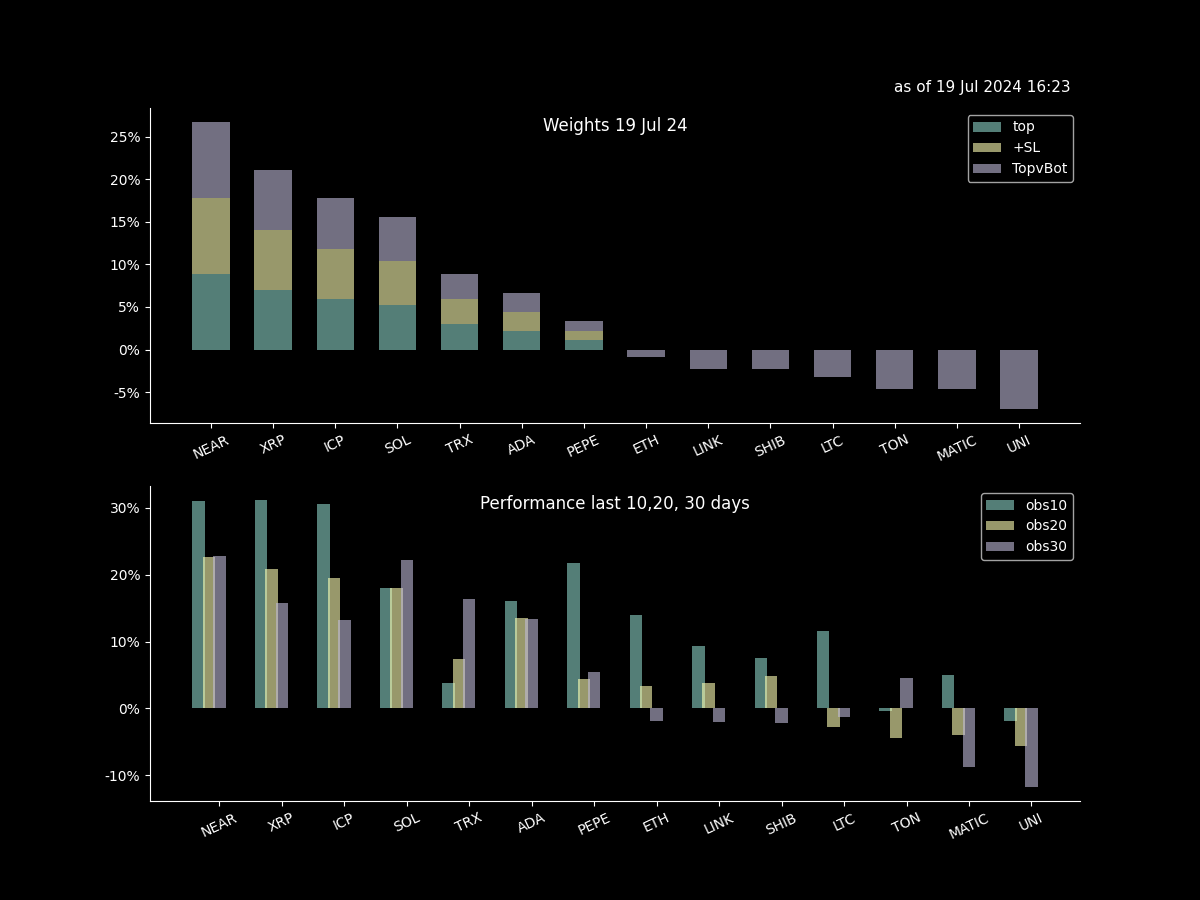 as of 19 Jul 2024 16:23
Weights 19 Jul 24
top
+SL
TopvBot
25%
20%
15%
10%
5%
0%
-5%
NEAR XRP ICP SOL TRX ADA PEPE ETH LINK SHIB LTC TON MATIC UNI
Performance last 10,20, 30 days
obs10
obs20
obs30
30%
20%
10%
0%
-10%
NEAR XRP ICP SOL TRX ADA PEPE ETH LINK SHIB LTC TON MATIC UNI